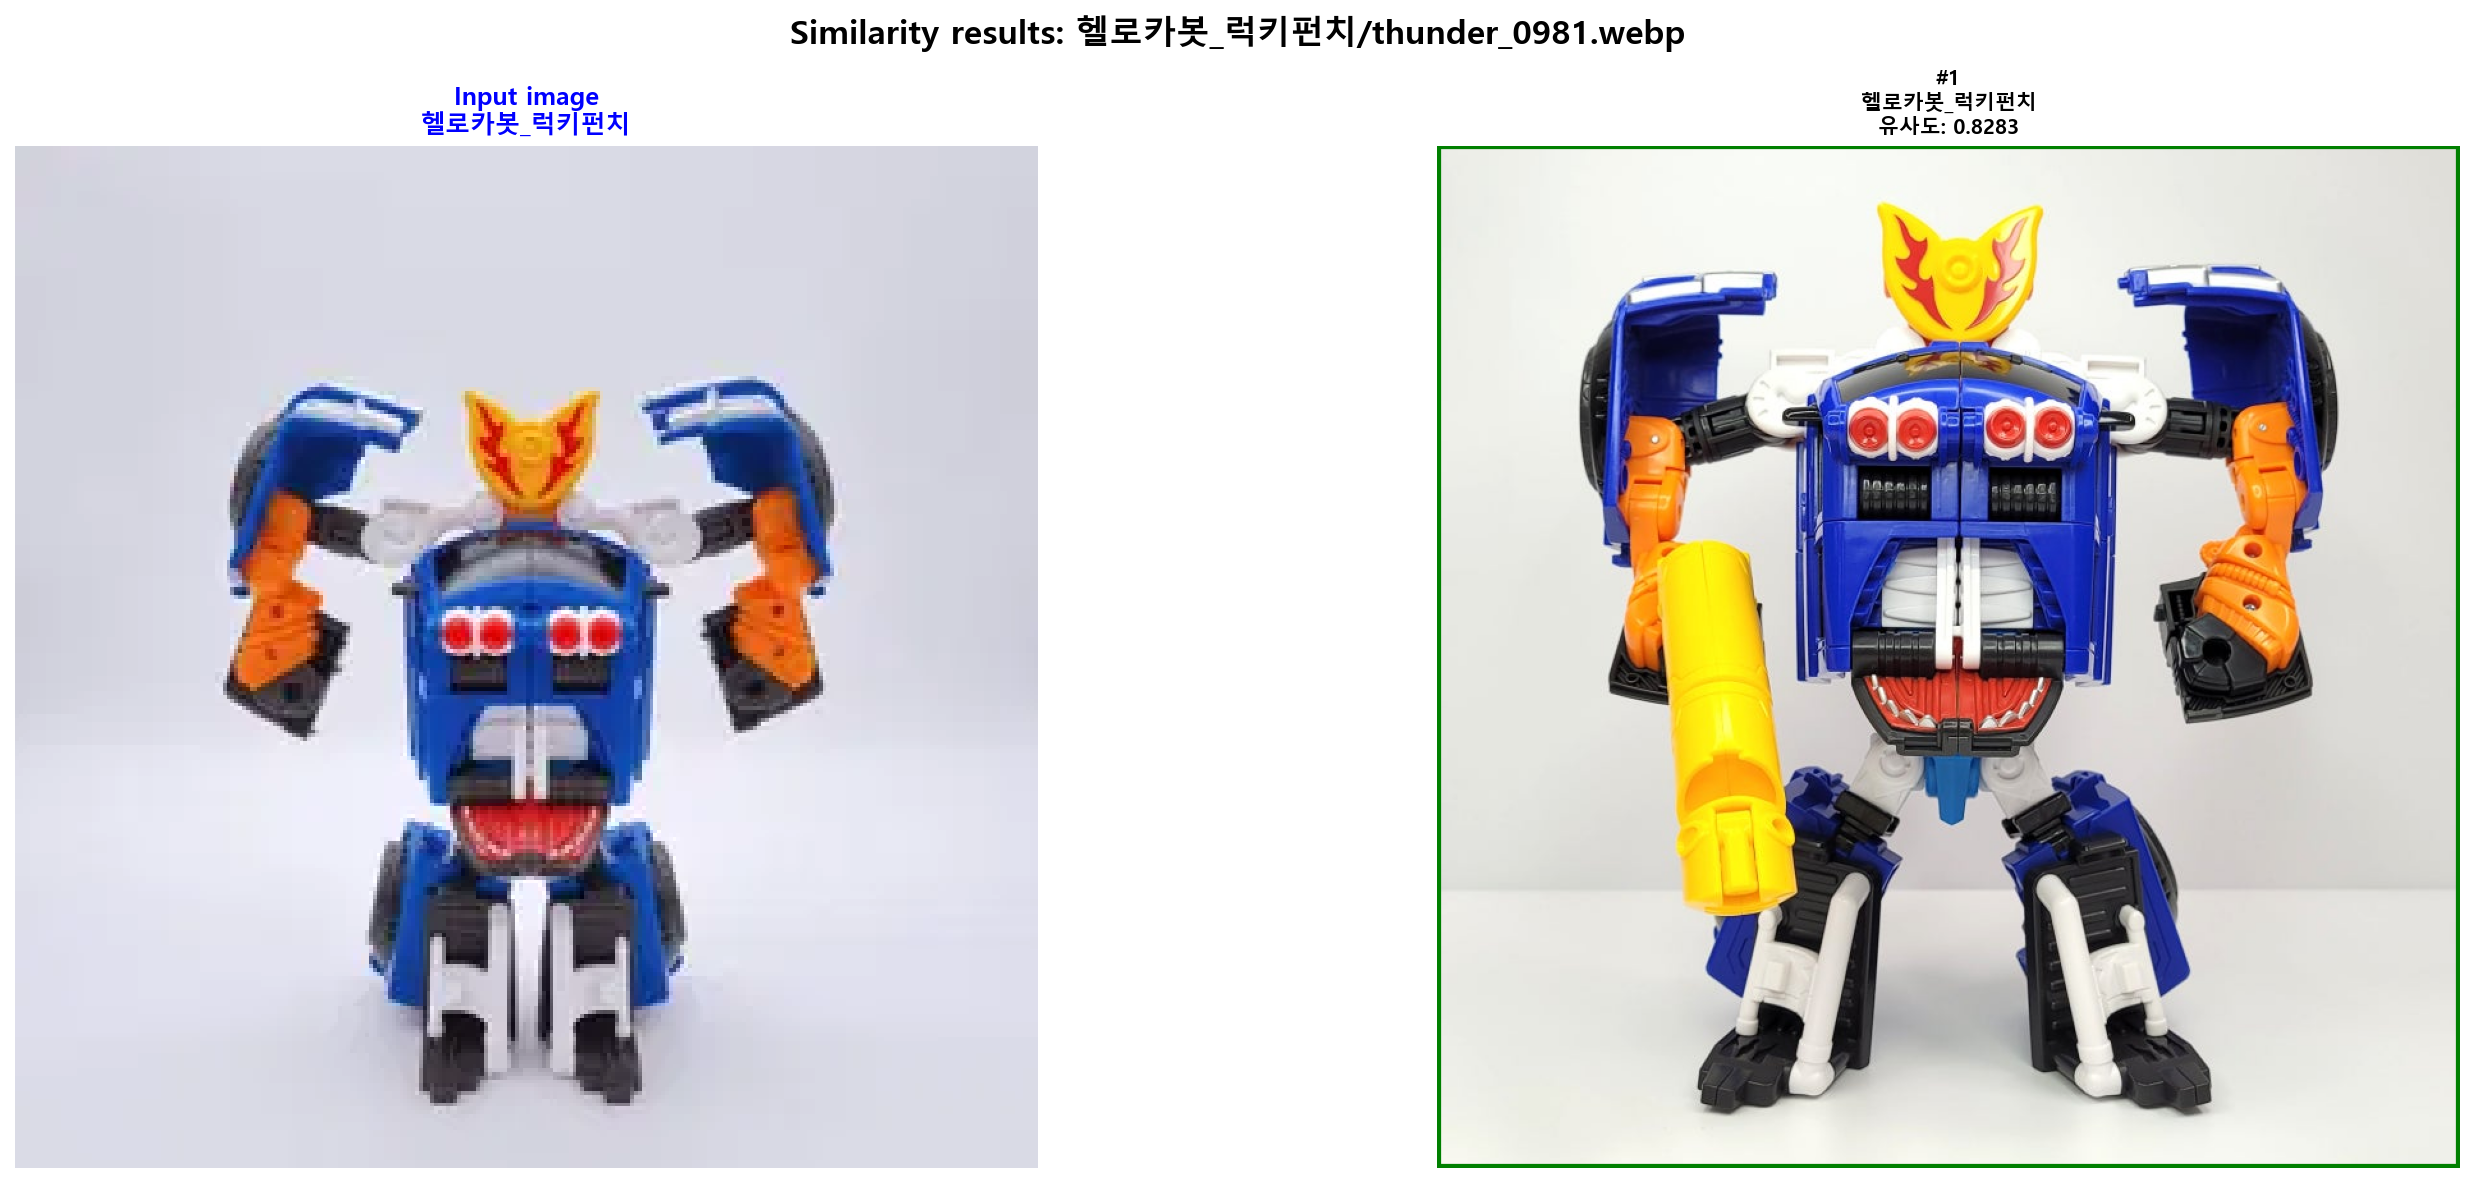 Similarity results: 헬로카봇_럭키펀치/thunder_0981.webp
Input image
헬로카봇_럭키펀치
#1
헬로카봇_럭키펀치
유사도: 0.8283